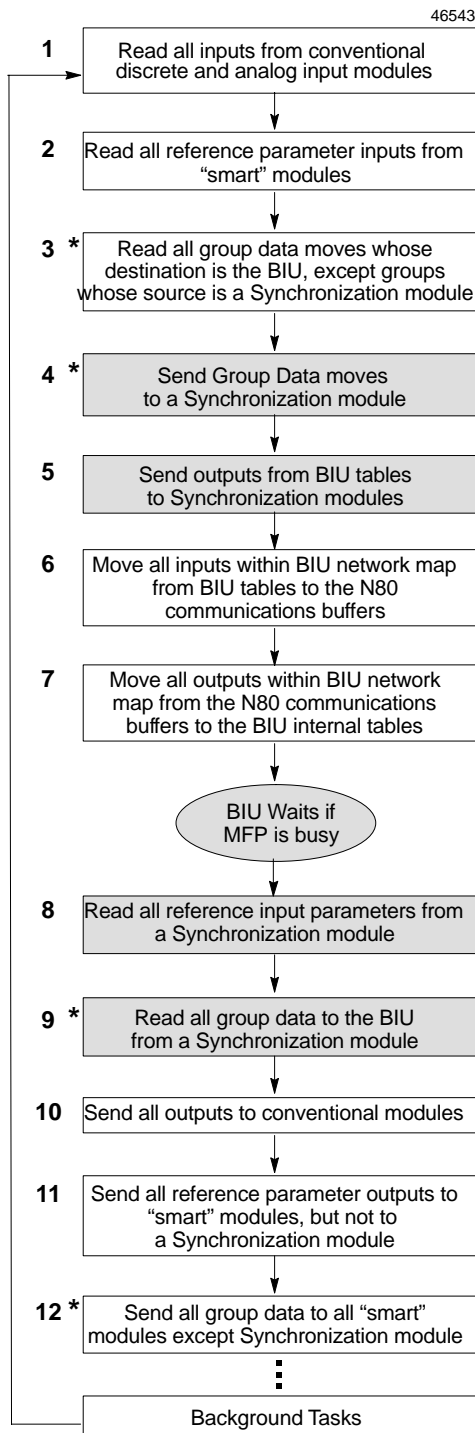 46543
1
Read all inputs from conventional
discrete and analog input modules
2
Read all reference parameter inputs from
“smart” modules
3 *
Read all group data moves whose
destination is the BIU, except groups
whose source is a Synchronization module
4 *
Send Group Data moves
to a Synchronization module
5
Send outputs from BIU tables
to Synchronization modules
6
Move all inputs within BIU network map
from BIU tables to the N80
communications buffers
7
Move all outputs within BIU network
map from the N80 communications
buffers to the BIU internal tables
BIU Waits if
MFP is busy
8
Read all reference input parameters from
a Synchronization module
9 *
Read all group data to the BIU
from a Synchronization module
10
Send all outputs to conventional modules
11
Send all reference parameter outputs to
“smart” modules, but not to
a Synchronization module
12 *
Send all group data to all “smart”
modules except Synchronization module
Background Tasks